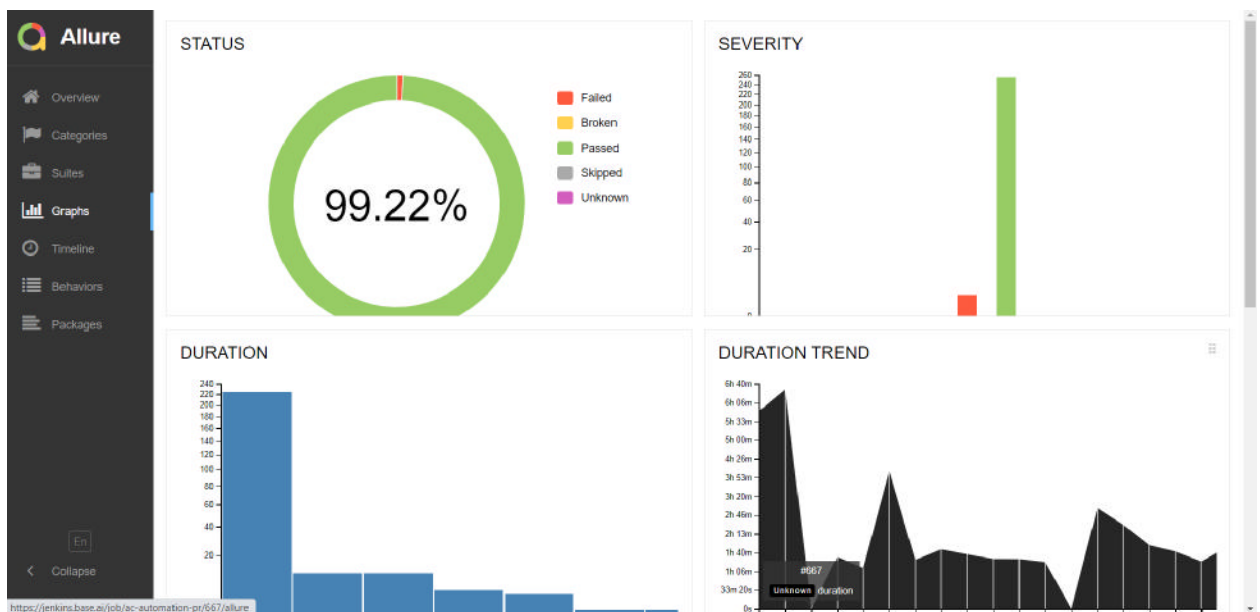 Allure
Overview
Categories
Suites
Graphs
Timeline
Behaviors
Packages
En
Collapse
https://jenkins.base.ai/job/ac-automation-pr/667/allure
STATUS
99.22%
Failed
Broken
Passed
Skipped
Unknown
SEVERITY
260
240
220
200
180
160
140
120
100
80
60
40
20
0
DURATION
240
220
200
180
160
140
120
100
80
60
40
20
DURATION TREND
6h 40m
6h 06m
5h 33m
5h 00m
4h 26m
3h 53m
3h 20m
2h 46m
2h 13m
1h 40m
1h 06m
33m 20s
0s
#667
Unknown duration